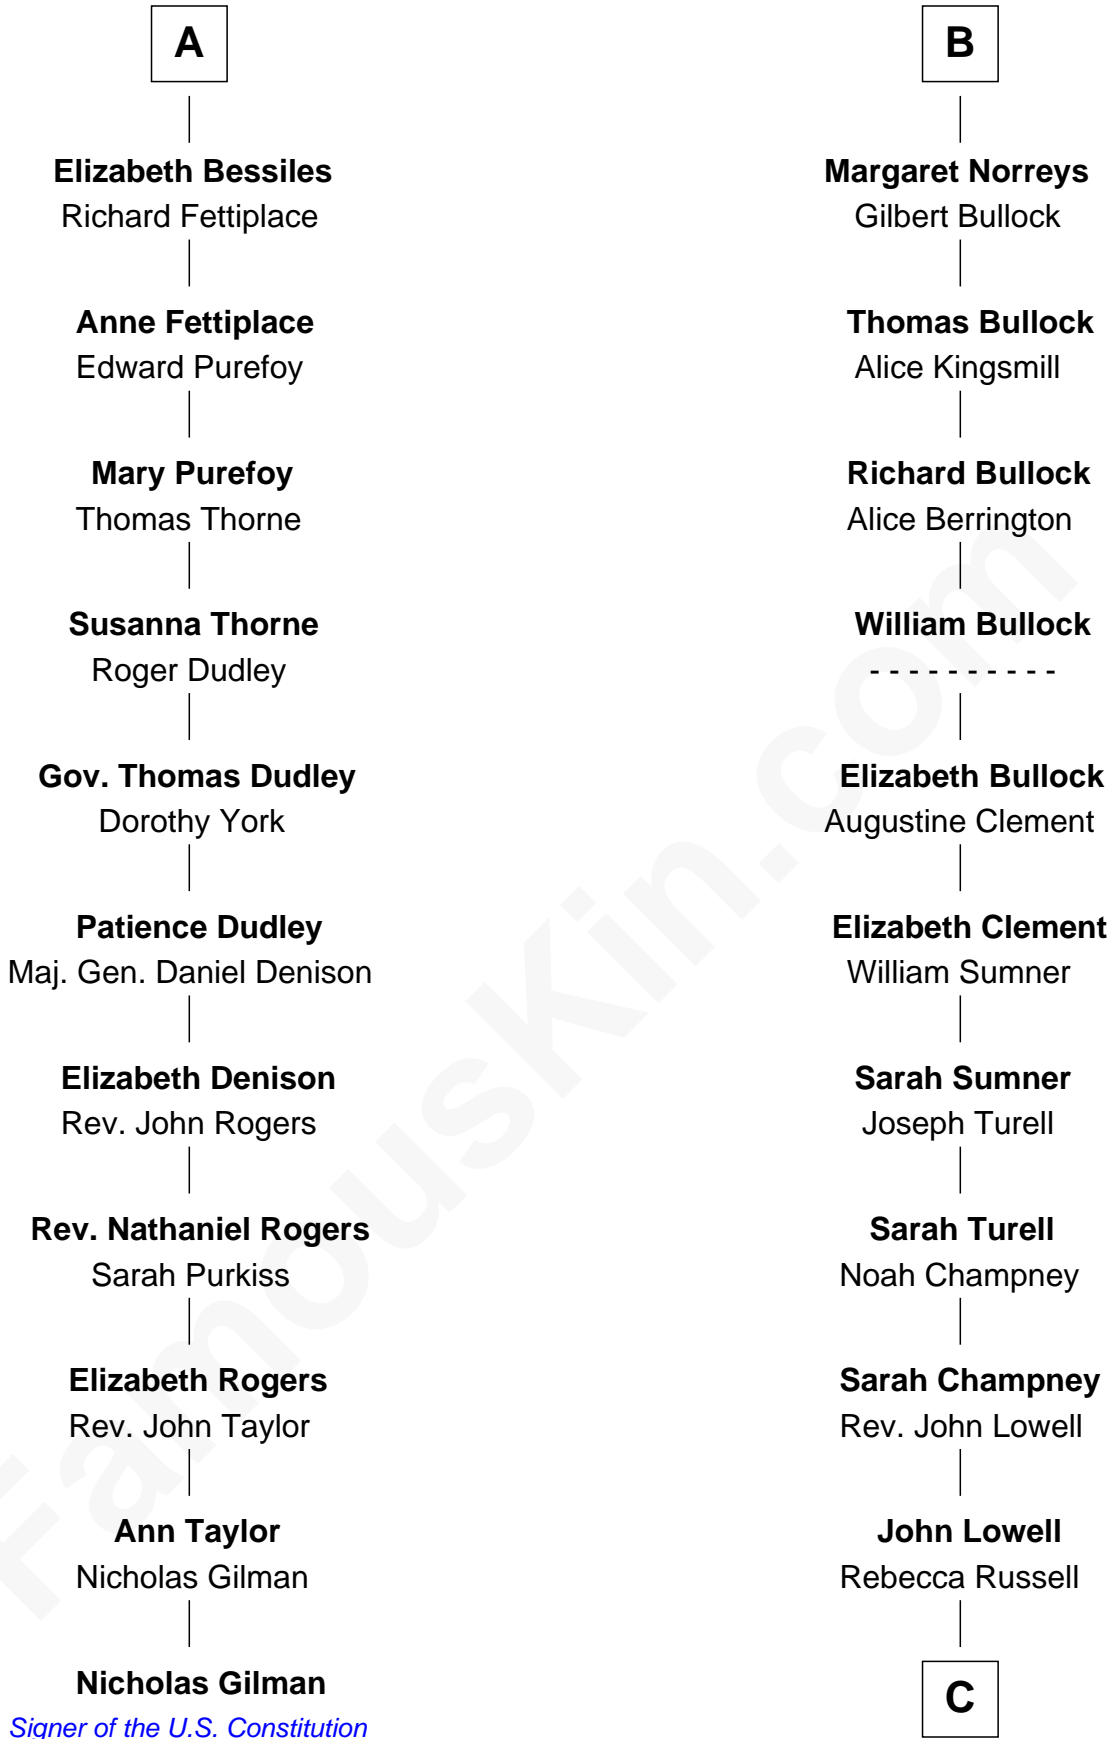 A
Elizabeth Bessiles
Richard Fettiplace
Anne Fettiplace
Edward Purefoy
Mary Purefoy
Thomas Thorne
Susanna Thorne
Roger Dudley
Gov. Thomas Dudley
Dorothy York
Patience Dudley
Maj. Gen. Daniel Denison
Elizabeth Denison
Rev. John Rogers
Rev. Nathaniel Rogers
Sarah Purkiss
Elizabeth Rogers
Rev. John Taylor
Ann Taylor
Nicholas Gilman
Nicholas Gilman
Signer of the U.S. Constitution
B
Margaret Norreys
Gilbert Bullock
Thomas Bullock
Alice Kingsmill
Richard Bullock
Alice Berrington
William Bullock
- - - - - - - - - -
Elizabeth Bullock
Augustine Clement
Elizabeth Clement
William Sumner
Sarah Sumner
Joseph Turell
Sarah Turell
Noah Champney
Sarah Champney
Rev. John Lowell
John Lowell
Rebecca Russell
C
FamousKin.com